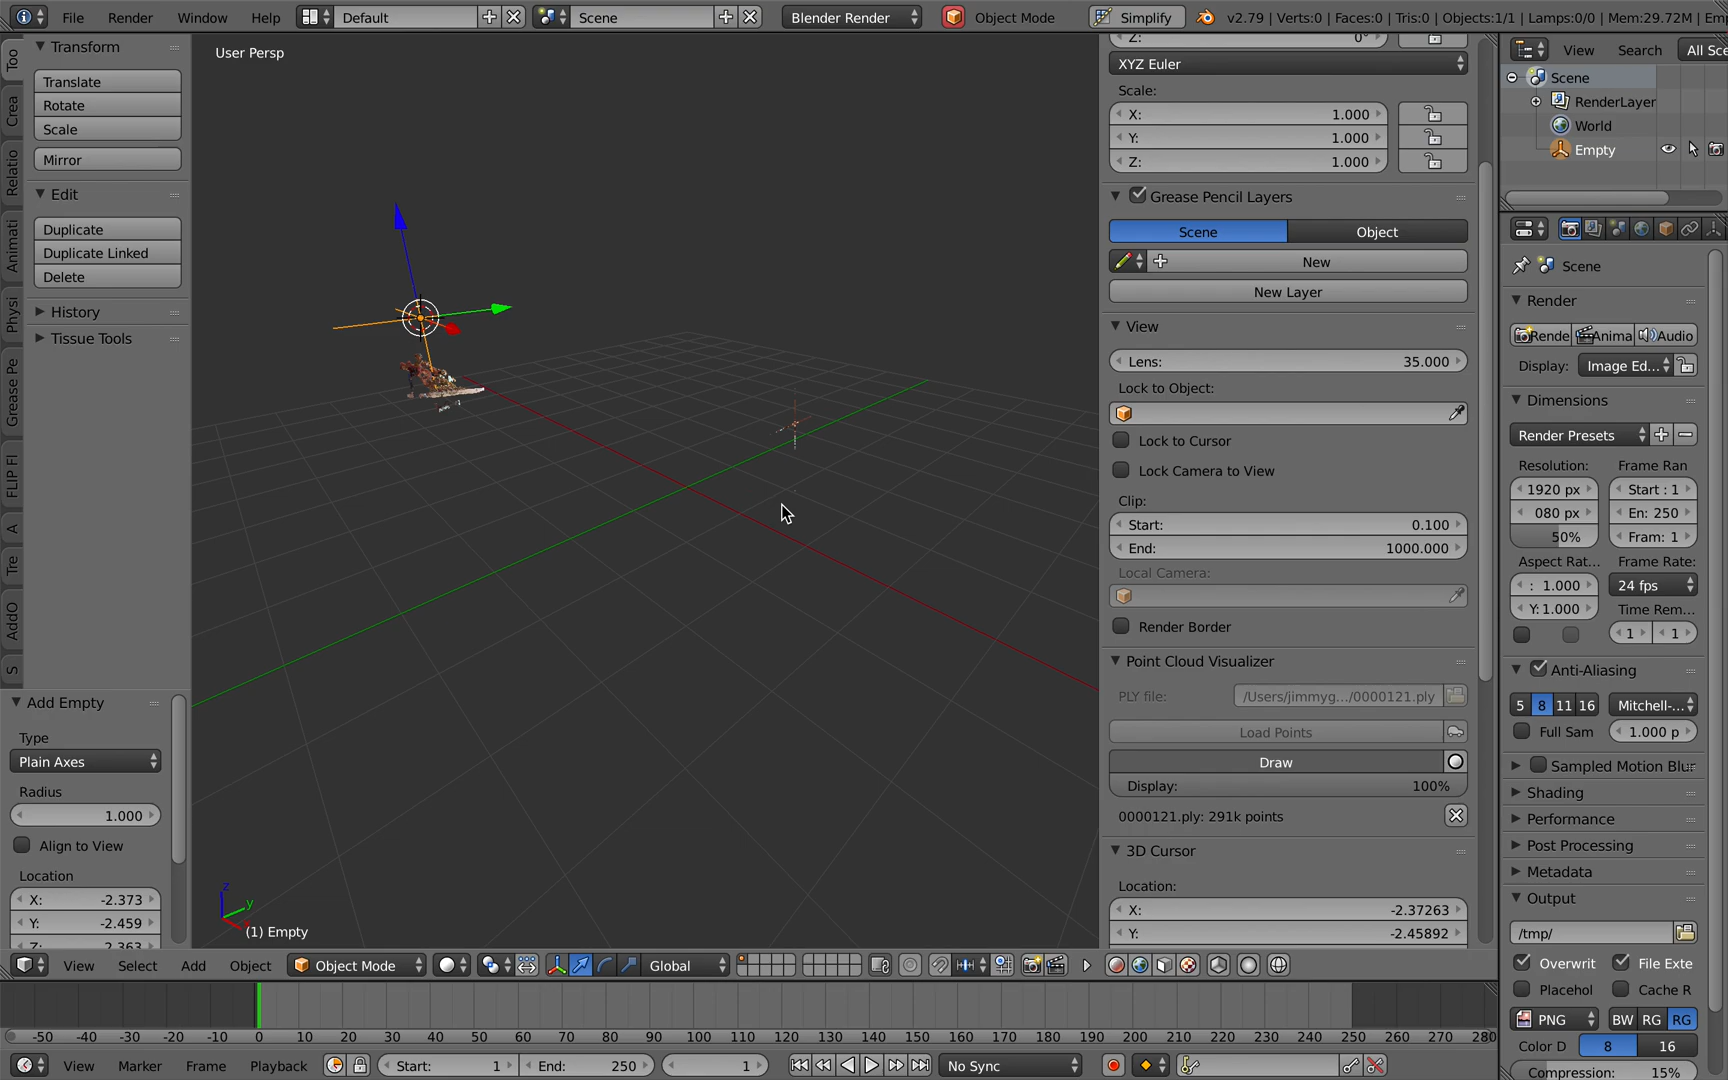 File Render Window Help Default Scene Blender Render Object Mode Simplify v2.79 | Verts:0 | Faces:0 | Tris:0 | Objects:1/1 | Lamps:0/0 | Mem:29.72M | Em
Too
Crea
Relatio
Animati
Physi
Grease Pe
FLIP Fl
A
Tre
AddO
S
Transform
Translate
Rotate
Scale
Mirror
Edit
Duplicate
Duplicate Linked
Delete
History
Tissue Tools
Add Empty
Type
Plain Axes
Radius
1.000
Align to View
Location
X: -2.373
Y: -2.459
Z: 2.363
User Persp
z
y
(1) Empty
Z: 0°
XYZ Euler
Scale:
X: 1.000
Y: 1.000
Z: 1.000
Grease Pencil Layers
Scene Object
New
New Layer
View
Lens: 35.000
Lock to Object:
Lock to Cursor
Lock Camera to View
Clip:
Start: 0.100
End: 1000.000
Local Camera:
Render Border
Point Cloud Visualizer
PLY file: /Users/jimmyg.../0000121.ply
Load Points
Draw
Display: 100%
0000121.ply: 291k points
3D Cursor
Location:
X: -2.37263
Y: -2.45892
View Search All Sce
Scene
RenderLayer
World
Empty
Scene
Render
Rende Anima Audio
Display: Image Ed...
Dimensions
Render Presets
Resolution: Frame Ran
1920 px Start : 1
080 px En: 250
50% Fram: 1
Aspect Rat... Frame Rate:
: 1.000 24 fps
Y: 1.000 Time Rem...
1 1
Anti-Aliasing
5 8 11 16 Mitchell-...
Full Sam 1.000 p
Sampled Motion Blur
Shading
Performance
Post Processing
Metadata
Output
/tmp/
Overwrit File Exte
Placehol Cache R
PNG BW RG RG
Color D 8 16
Compression: 15%
View Select Add Object Object Mode Global
-50 -40 -30 -20 -10 0 10 20 30 40 50 60 70 80 90 100 110 120 130 140 150 160 170 180 190 200 210 220 230 240 250 260 270 280
View Marker Frame Playback Start: 1 End: 250 1 No Sync